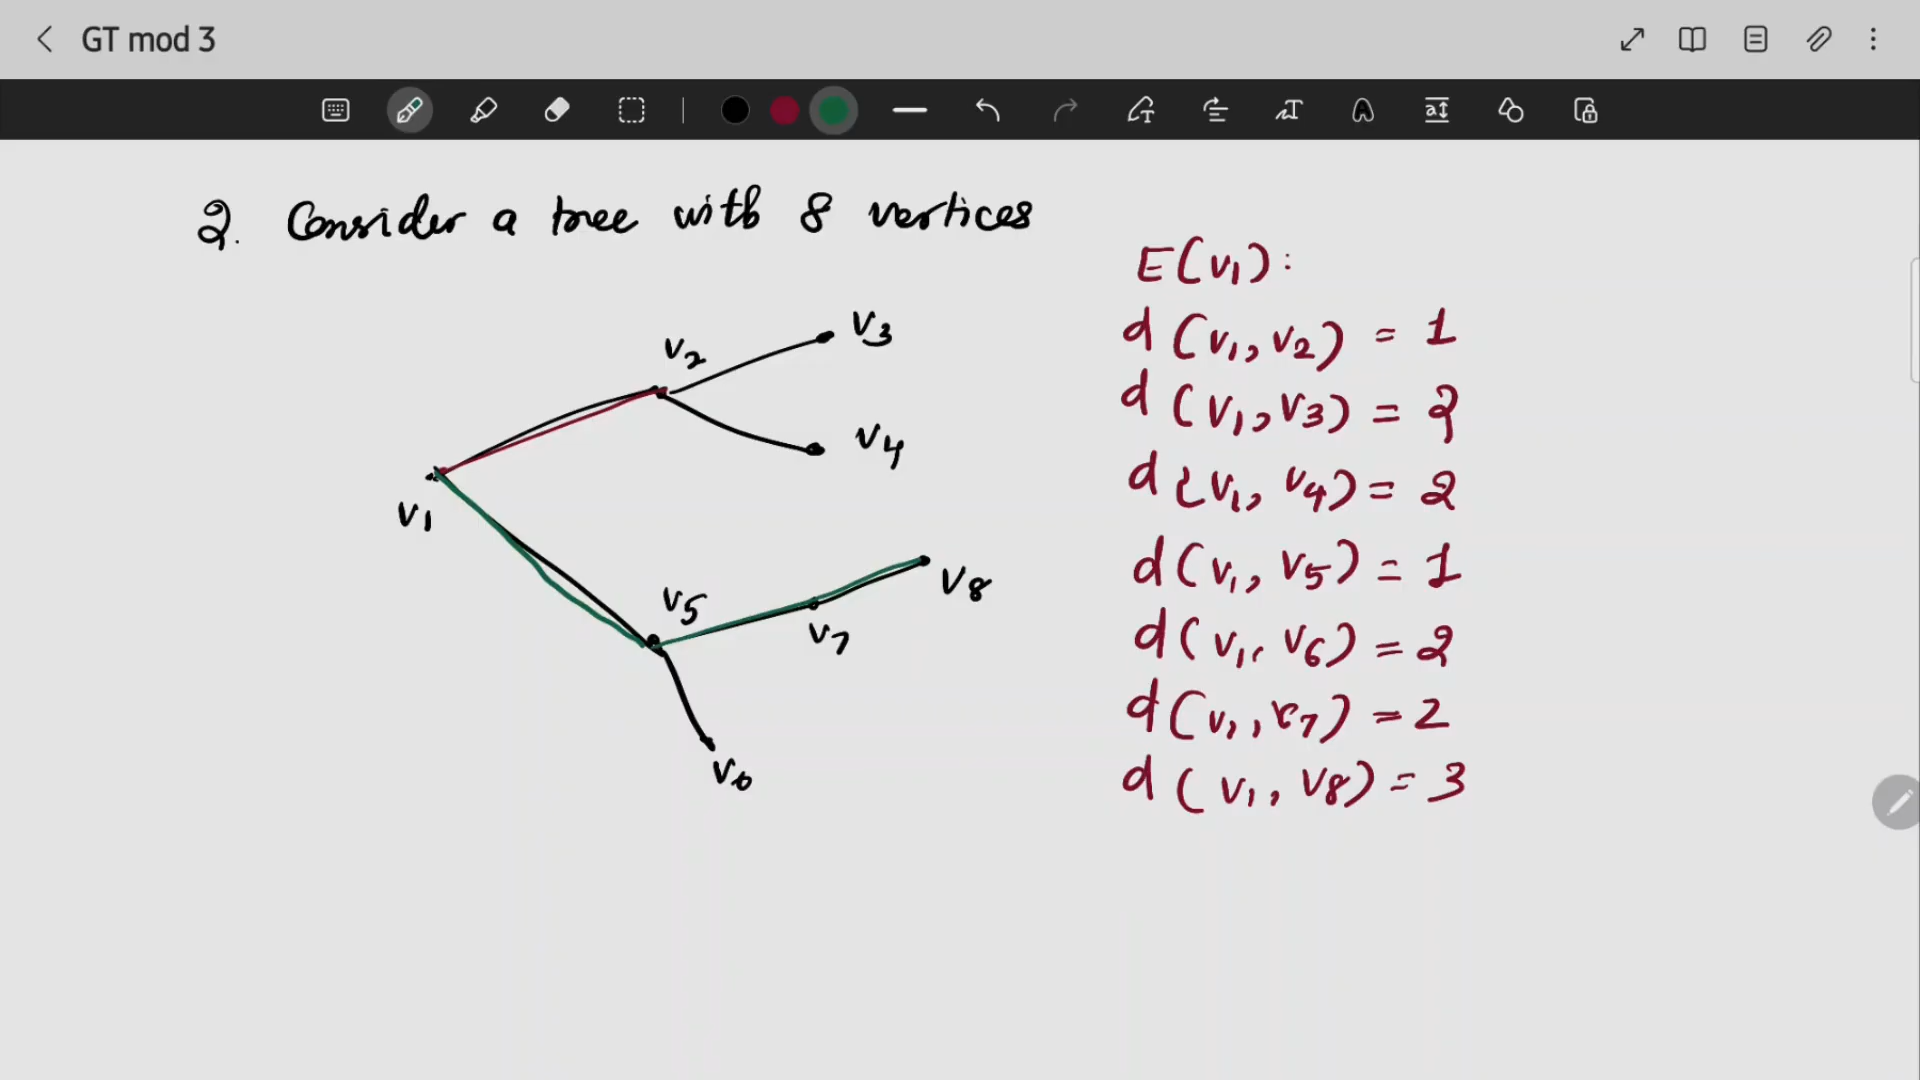 GT mod 3
2. Consider a tree with 8 vertices
E(v1) :
d (v1, v2) = 1
d (v1, v3) = 2
d (v1, v4) = 2
d (v1, v5) = 1
d (v1, v6) = 2
d (v1, v7) = 2
d (v1, v8) = 3
v3
v2
v4
v1
v8
v5
v7
v6